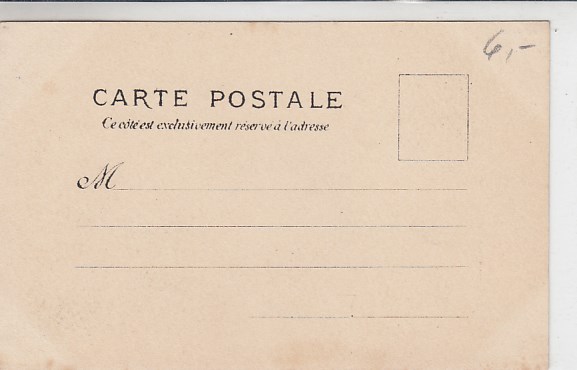 6,-
CARTE POSTALE
Ce côté est exclusivement réservé à l'adresse
M